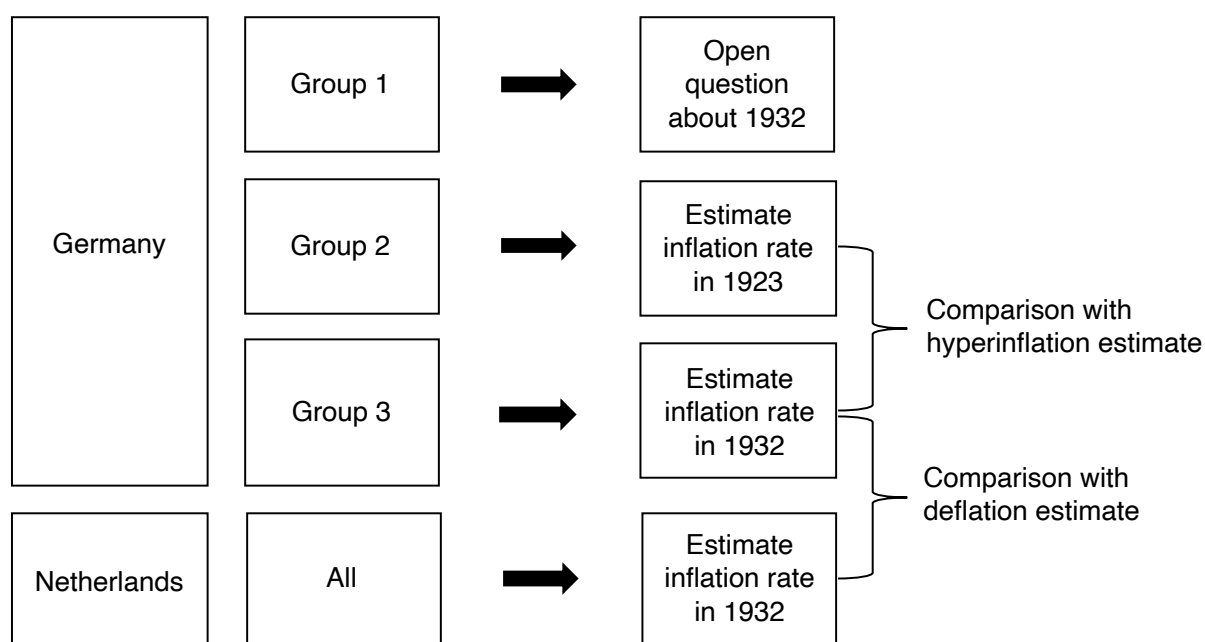 Germany
Group 1
Open
question
about 1932
Group 2
Estimate
inflation rate
in 1923
Group 3
Estimate
inflation rate
in 1932
Comparison with
hyperinflation estimate
Comparison with
deflation estimate
Netherlands
All
Estimate
inflation rate
in 1932